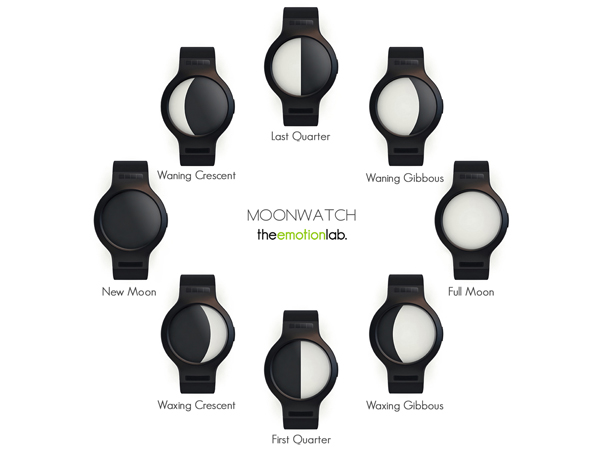 Last Quarter
Waning Crescent
Waning Gibbous
MOONWATCH
theemotionlab.
New Moon
Full Moon
Waxing Crescent
Waxing Gibbous
First Quarter